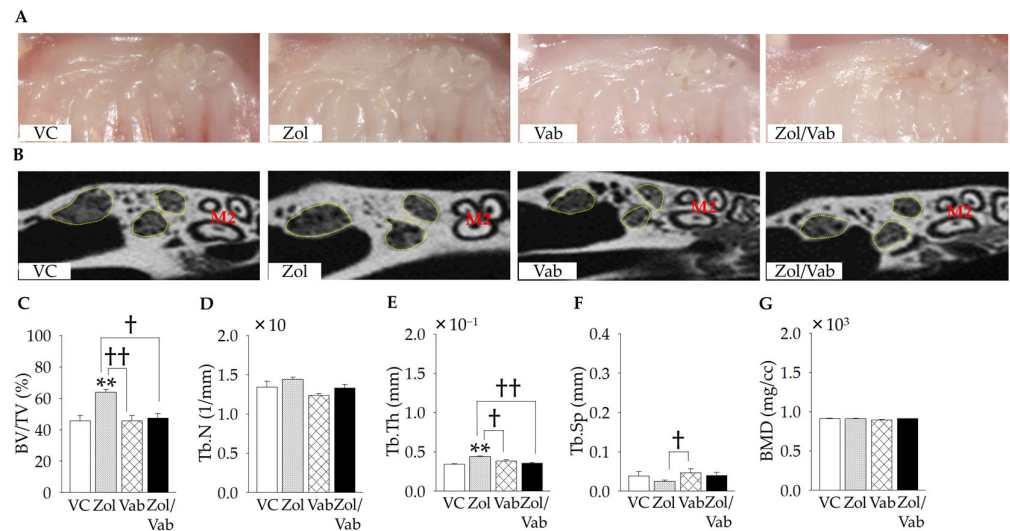 A
VC
Zol
Vab
Zol/Vab
B
M2
M2
M2
M2
VC
Zol
Vab
Zol/Vab
C
BV/TV (%)
100
80
60
40
20
0
†
††
**
VC Zol Vab Zol/
Vab
D
× 10
Tb.N (1/mm)
2.0
1.5
1.0
0.5
0.0
VC Zol Vab Zol/
Vab
E
× 10⁻¹
Tb.Th (mm)
2.0
1.5
1.0
0.5
0.0
††
†
**
VC Zol Vab Zol/
Vab
F
Tb.Sp (mm)
0.4
0.3
0.2
0.1
0.0
†
VC Zol Vab Zol/
Vab
G
× 10³
BMD (mg/cc)
2.0
1.0
0.0
VC Zol Vab Zol/
Vab